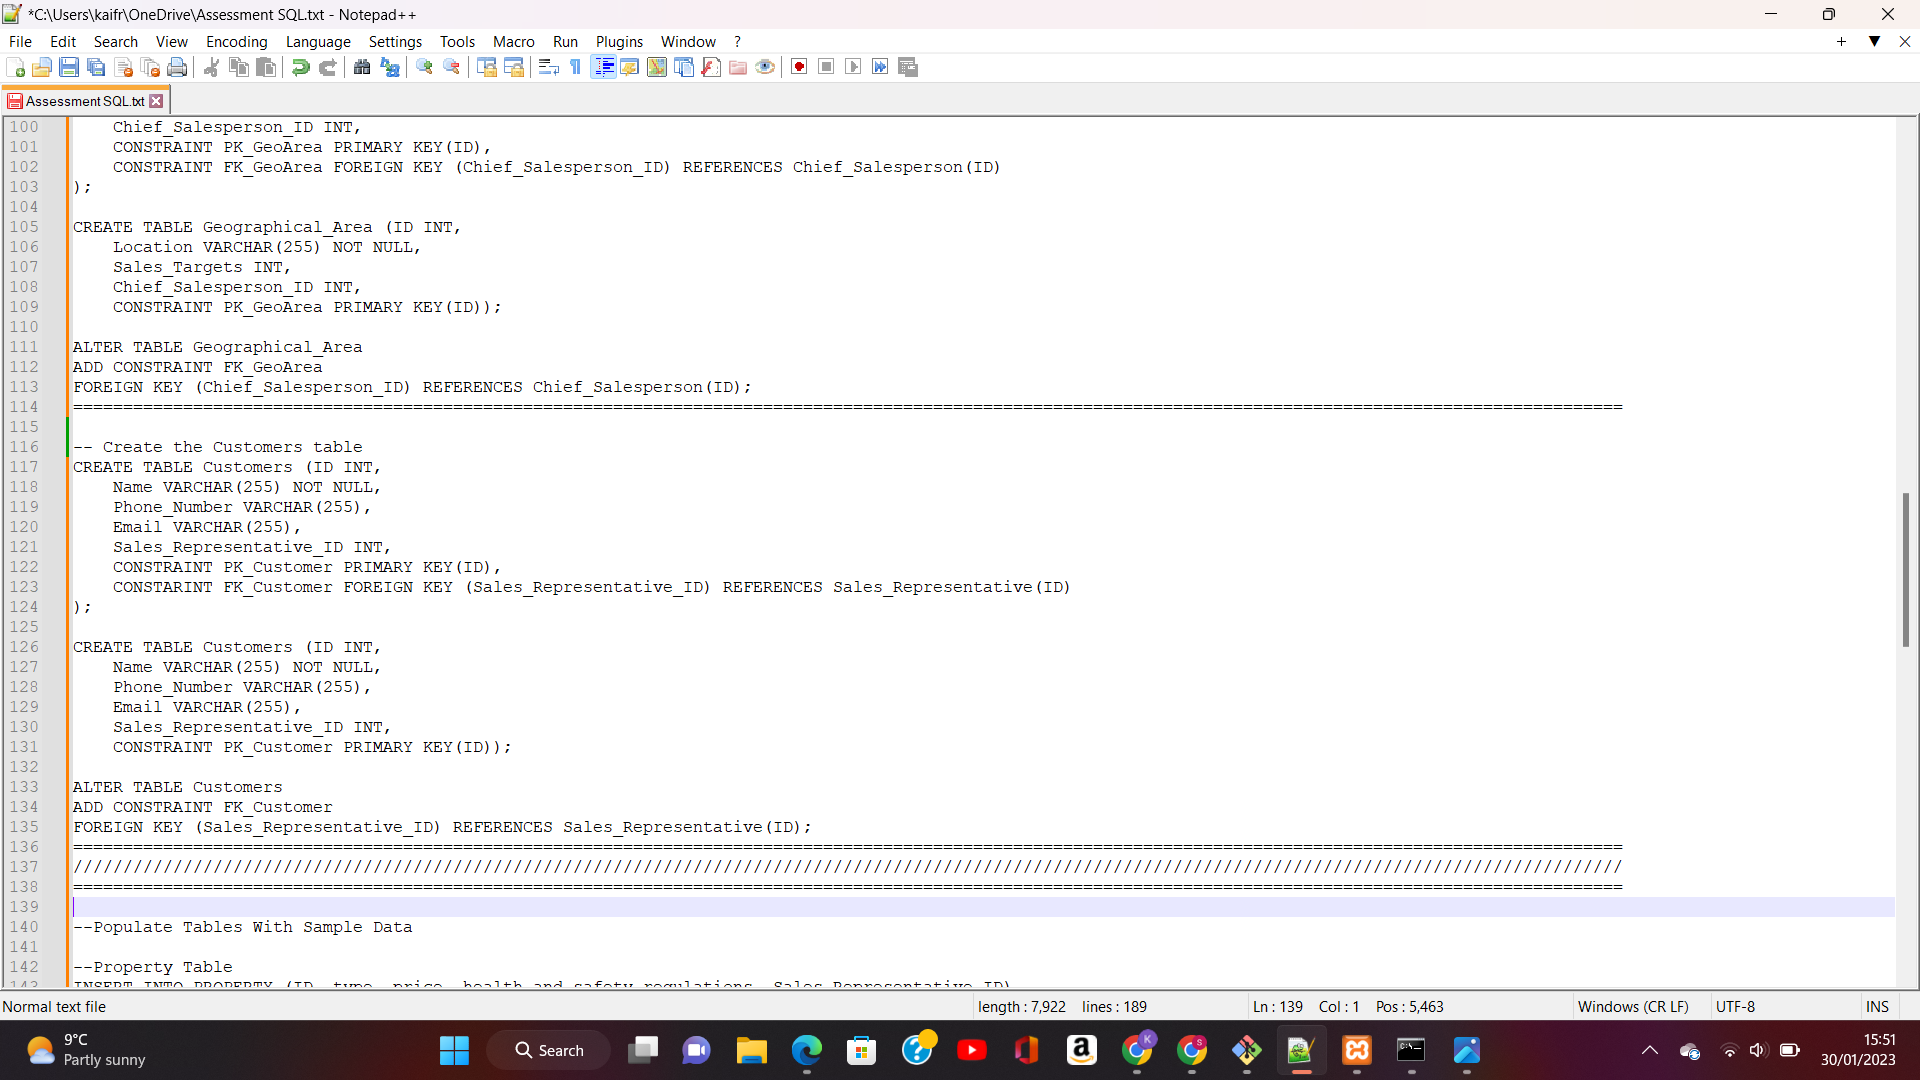 *C:\Users\kaifr\OneDrive\Assessment SQL.txt - Notepad++
File Edit Search View Encoding Language Settings Tools Macro Run Plugins Window ?
Assessment SQL.txt
100 Chief_Salesperson_ID INT,
101 CONSTRAINT PK_GeoArea PRIMARY KEY(ID),
102 CONSTRAINT FK_GeoArea FOREIGN KEY (Chief_Salesperson_ID) REFERENCES Chief_Salesperson(ID)
103 );
104
105 CREATE TABLE Geographical_Area (ID INT,
106 Location VARCHAR(255) NOT NULL,
107 Sales_Targets INT,
108 Chief_Salesperson_ID INT,
109 CONSTRAINT PK_GeoArea PRIMARY KEY(ID));
110
111 ALTER TABLE Geographical_Area
112 ADD CONSTRAINT FK_GeoArea
113 FOREIGN KEY (Chief_Salesperson_ID) REFERENCES Chief_Salesperson(ID);
114 ===========================================================================================================================================================
115
116 -- Create the Customers table
117 CREATE TABLE Customers (ID INT,
118 Name VARCHAR(255) NOT NULL,
119 Phone_Number VARCHAR(255),
120 Email VARCHAR(255),
121 Sales_Representative_ID INT,
122 CONSTRAINT PK_Customer PRIMARY KEY(ID),
123 CONSTARINT FK_Customer FOREIGN KEY (Sales_Representative_ID) REFERENCES Sales_Representative(ID)
124 );
125
126 CREATE TABLE Customers (ID INT,
127 Name VARCHAR(255) NOT NULL,
128 Phone_Number VARCHAR(255),
129 Email VARCHAR(255),
130 Sales_Representative_ID INT,
131 CONSTRAINT PK_Customer PRIMARY KEY(ID));
132
133 ALTER TABLE Customers
134 ADD CONSTRAINT FK_Customer
135 FOREIGN KEY (Sales_Representative_ID) REFERENCES Sales_Representative(ID);
136 ===========================================================================================================================================================
137 ///////////////////////////////////////////////////////////////////////////////////////////////////////////////////////////////////////////////////////////
138 ===========================================================================================================================================================
139
140 --Populate Tables With Sample Data
141
142 --Property Table
143 INSERT INTO PROPERTY (ID, type, price, health_and_safety_regulations, Sales_Representative_ID)
Normal text file length : 7,922 lines : 189 Ln : 139 Col : 1 Pos : 5,463 Windows (CR LF) UTF-8 INS
9°C
Partly sunny
Search
15:51
30/01/2023